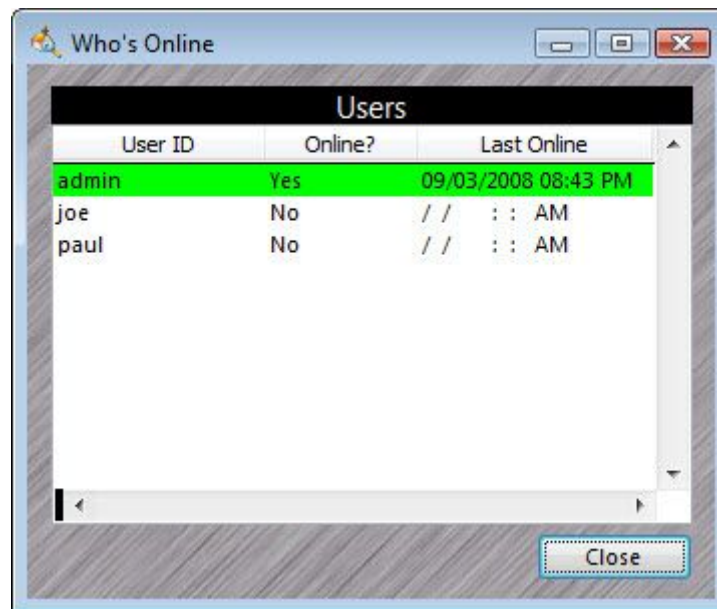 Who's Online
Users
User ID Online? Last Online
admin Yes 09/03/2008 08:43 PM
joe No / / : : AM
paul No / / : : AM
Close